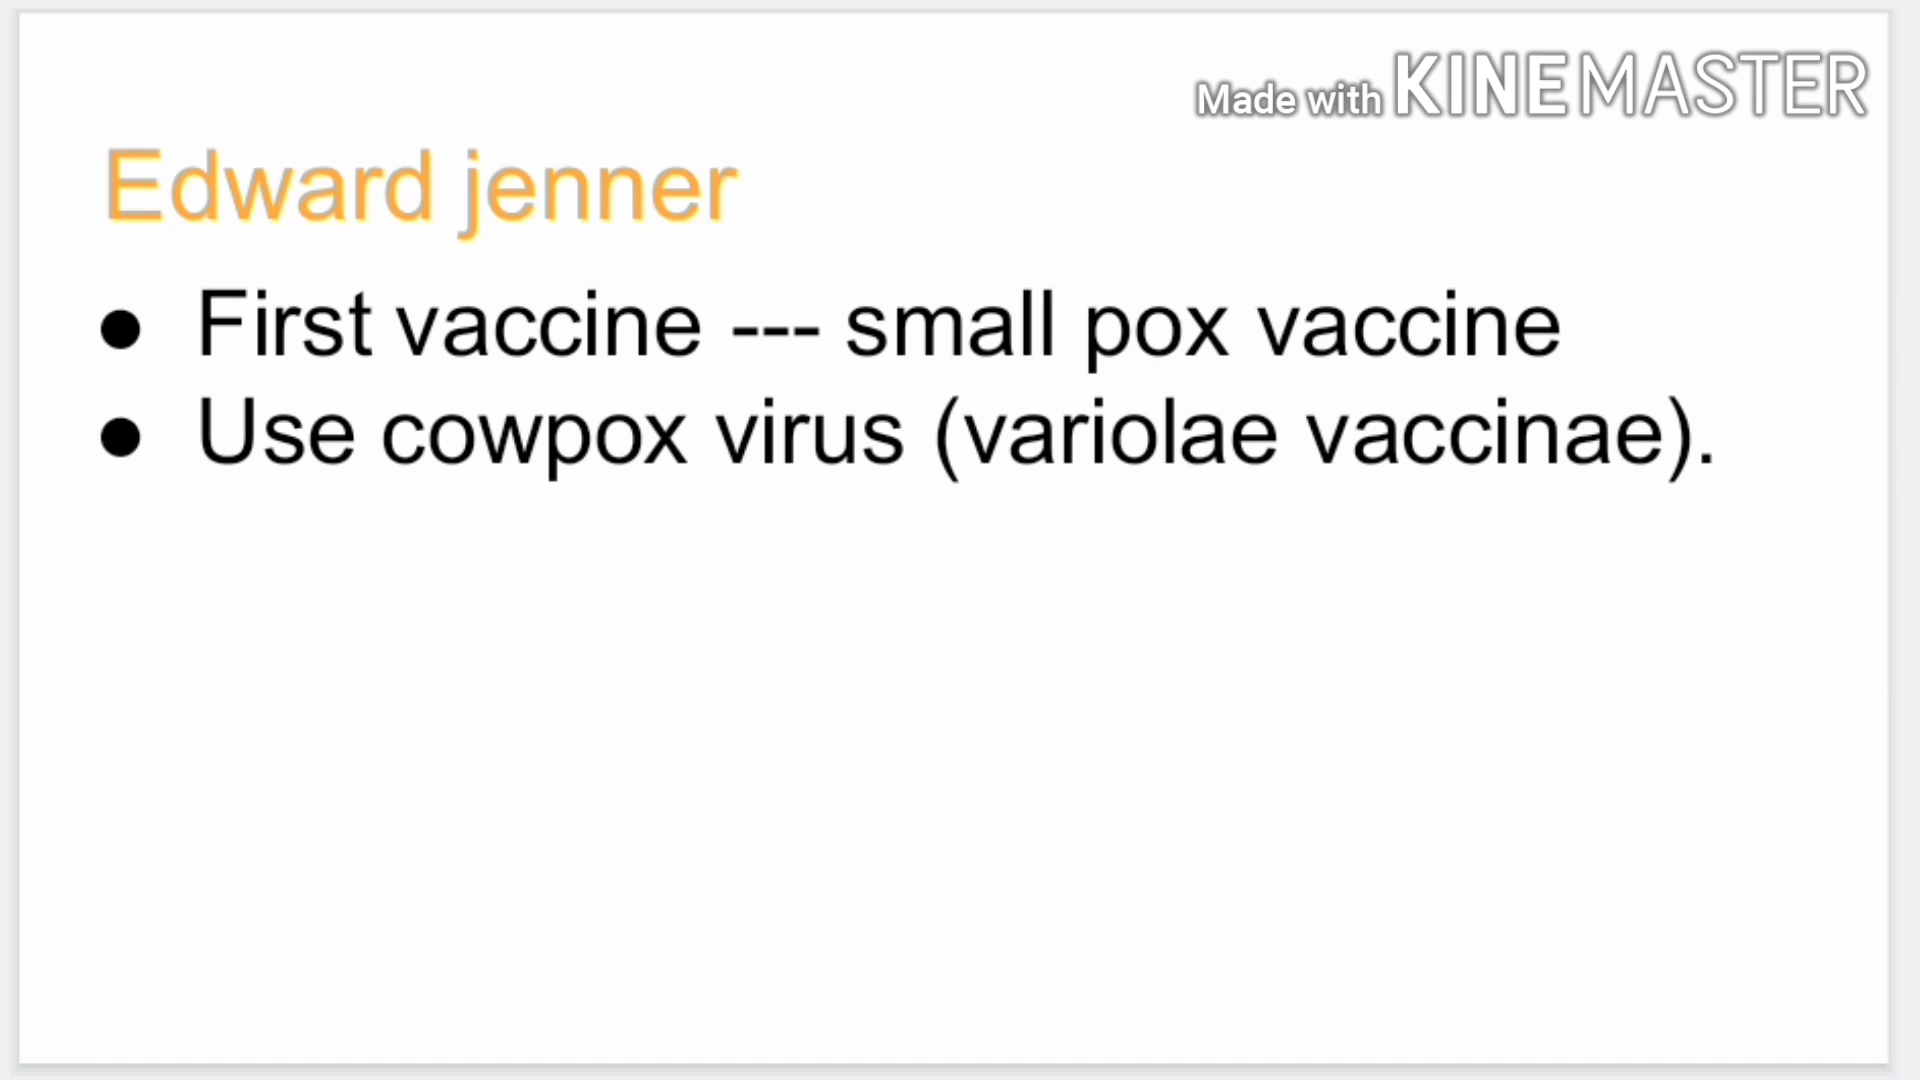 Made with KINEMASTER
Edward jenner
● First vaccine --- small pox vaccine
● Use cowpox virus (variolae vaccinae).